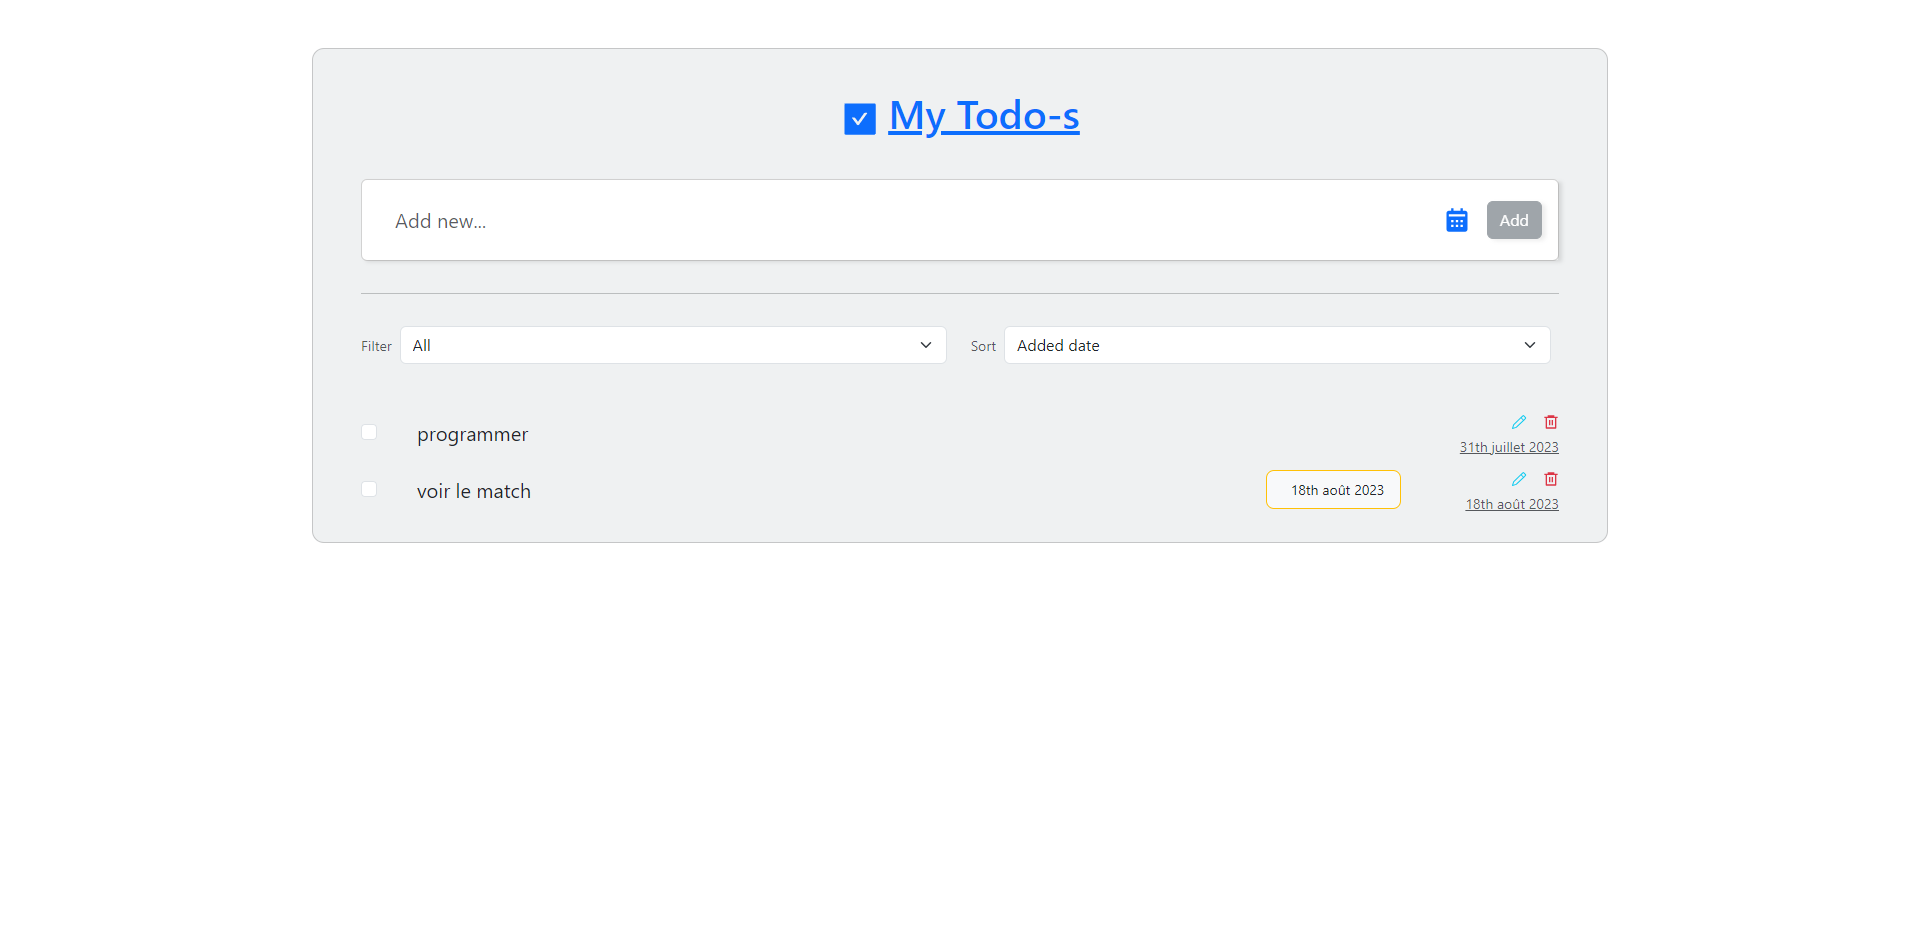 My Todo-s
Add new...
Add
Filter
All
Sort
Added date
programmer
31th juillet 2023
voir le match
18th août 2023
18th août 2023